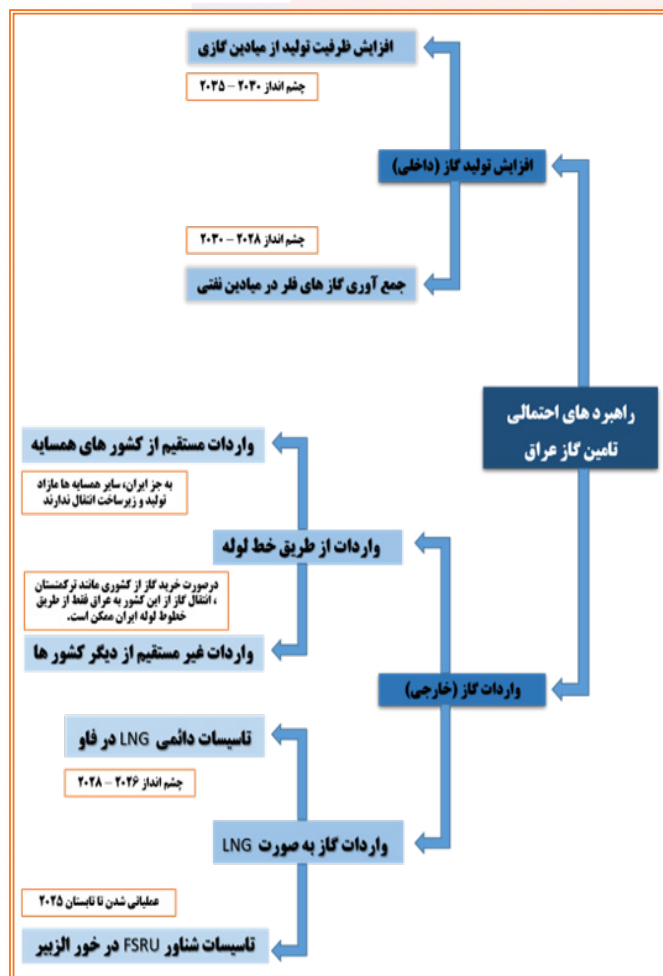 افزایش ظرفیت تولید از میادین گازی
چشم انداز ۲۰۳۰ – ۲۰۳۵
افزایش تولید گاز (داخلی)
چشم انداز ۲۰۲۸ – ۲۰۳۰
جمع آوری گاز های فلر در میادین نفتی
راهبرد های احتمالی
تامین گاز عراق
واردات مستقیم از کشور های همسایه
به جز ایران، سایر همسایه ها مازاد
تولید و زیرساخت انتقال ندارند
واردات از طریق خط لوله
درصورت خرید گاز از کشوری مانند ترکمنستان
، انتقال گاز از این کشور به عراق فقط از طریق
خطوط لوله ایران ممکن است.
واردات غیر مستقیم از دیگر کشور ها
واردات گاز (خارجی)
تاسیسات دائمی LNG در فاو
چشم انداز ۲۰۲۶ – ۲۰۲۸
واردات گاز به صورت LNG
عملیاتی شدن تا تابستان ۲۰۲۵
تاسیسات شناور FSRU در خور الزبیر